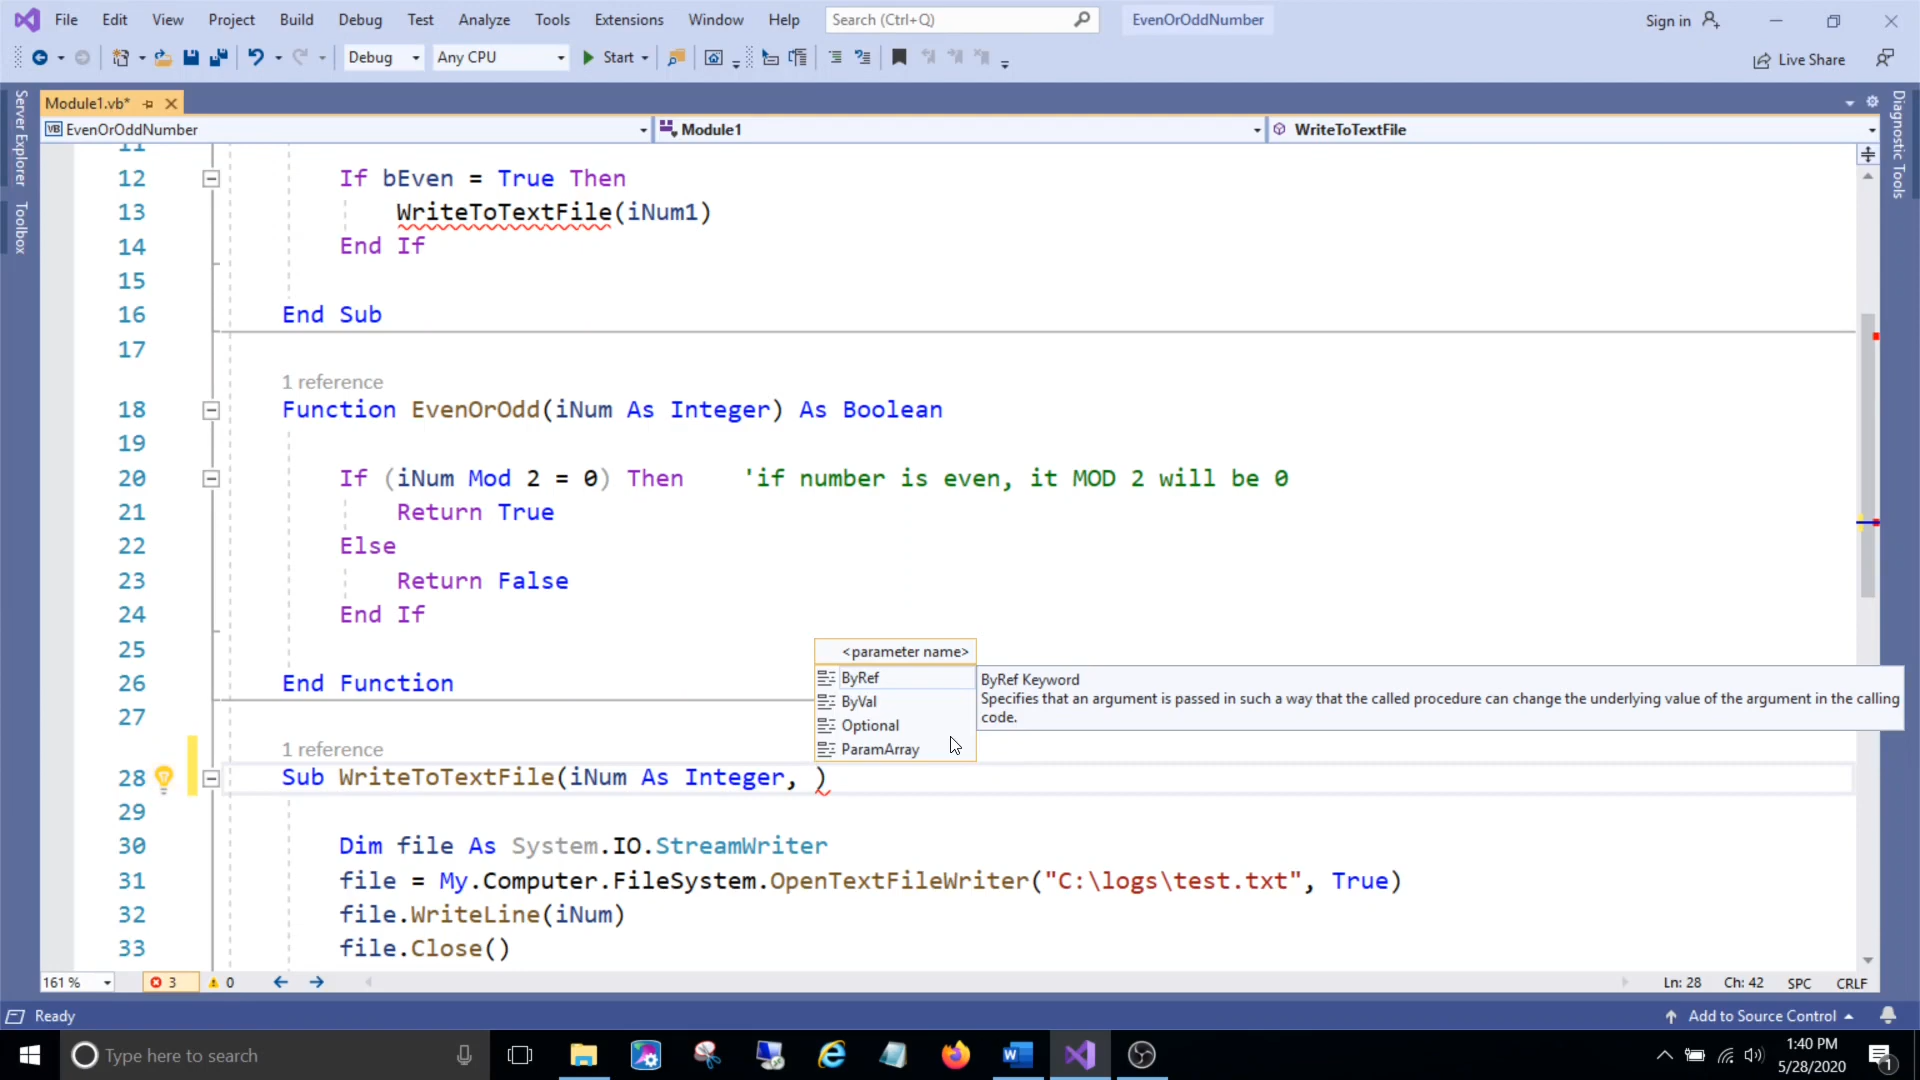 File Edit View Project Build Debug Test Analyze Tools Extensions Window Help Search (Ctrl+Q) EvenOrOddNumber Sign in
Debug Any CPU Start Live Share
Server Explorer
Toolbox
Diagnostic Tools
Module1.vb*
VB EvenOrOddNumber Module1 WriteToTextFile
11
12 If bEven = True Then
13 WriteToTextFile(iNum1)
14 End If
15
16 End Sub
17
1 reference
18 Function EvenOrOdd(iNum As Integer) As Boolean
19
20 If (iNum Mod 2 = 0) Then 'if number is even, it MOD 2 will be 0
21 Return True
22 Else
23 Return False
24 End If
25
26 End Function
27
<parameter name>
ByRef
ByVal
Optional
ParamArray
ByRef Keyword
Specifies that an argument is passed in such a way that the called procedure can change the underlying value of the argument in the calling
code.
1 reference
28 Sub WriteToTextFile(iNum As Integer, )
29
30 Dim file As System.IO.StreamWriter
31 file = My.Computer.FileSystem.OpenTextFileWriter("C:\logs\test.txt", True)
32 file.WriteLine(iNum)
33 file.Close()
161 % 3 0 Ln: 28 Ch: 42 SPC CRLF
Ready Add to Source Control
Type here to search
1:40 PM
5/28/2020
1